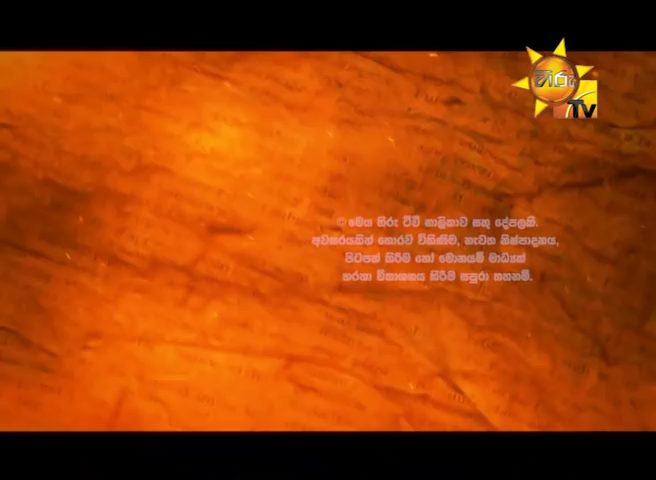 හිරු
TV
© මෙය හිරු ටීවී නාලිකාව සතු දේපලකි.
අවසරයකින් තොරව විකිණීම, නැවත නිෂ්පාදනය,
පිටපත් කිරීම හෝ මොනයම් මාධ්‍යක්
හරහා විකාශනය කිරීම් සපුරා තහනම්.